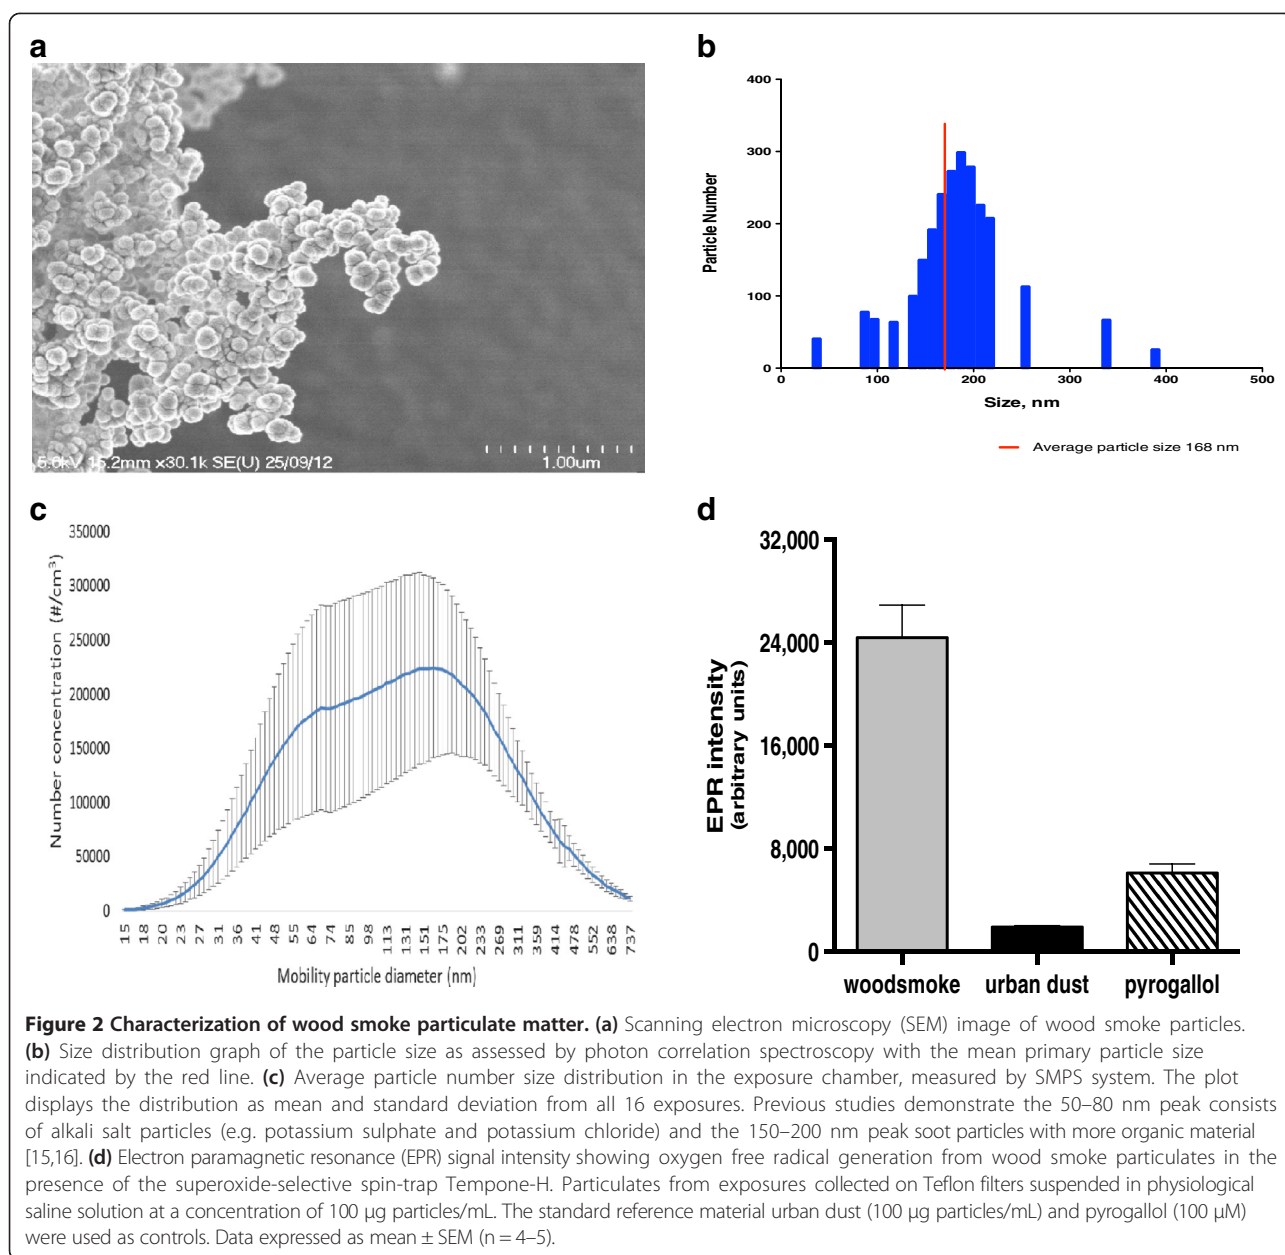 a
5.0kV 15.2mm x30.1k SE(U) 25/09/12
1.00um
b
400
300
200
100
0
Particle Number
0 100 200 300 400 500
Size, nm
Average particle size 168 nm
c
350000
300000
250000
200000
150000
100000
50000
0
Number concentration (#/cm³)
15 18 20 23 27 31 36 41 48 55 64 74 85 98 113 131 151 175 202 233 269 311 359 414 478 552 638 737
Mobility particle diameter (nm)
d
32,000
24,000
16,000
8,000
0
EPR intensity
(arbitrary units)
woodsmoke urban dust pyrogallol
Figure 2 Characterization of wood smoke particulate matter. (a) Scanning electron microscopy (SEM) image of wood smoke particles.
(b) Size distribution graph of the particle size as assessed by photon correlation spectroscopy with the mean primary particle size
indicated by the red line. (c) Average particle number size distribution in the exposure chamber, measured by SMPS system. The plot
displays the distribution as mean and standard deviation from all 16 exposures. Previous studies demonstrate the 50–80 nm peak consists
of alkali salt particles (e.g. potassium sulphate and potassium chloride) and the 150–200 nm peak soot particles with more organic material
[15,16]. (d) Electron paramagnetic resonance (EPR) signal intensity showing oxygen free radical generation from wood smoke particulates in the
presence of the superoxide-selective spin-trap Tempone-H. Particulates from exposures collected on Teflon filters suspended in physiological
saline solution at a concentration of 100 μg particles/mL. The standard reference material urban dust (100 μg particles/mL) and pyrogallol (100 μM)
were used as controls. Data expressed as mean ± SEM (n = 4–5).